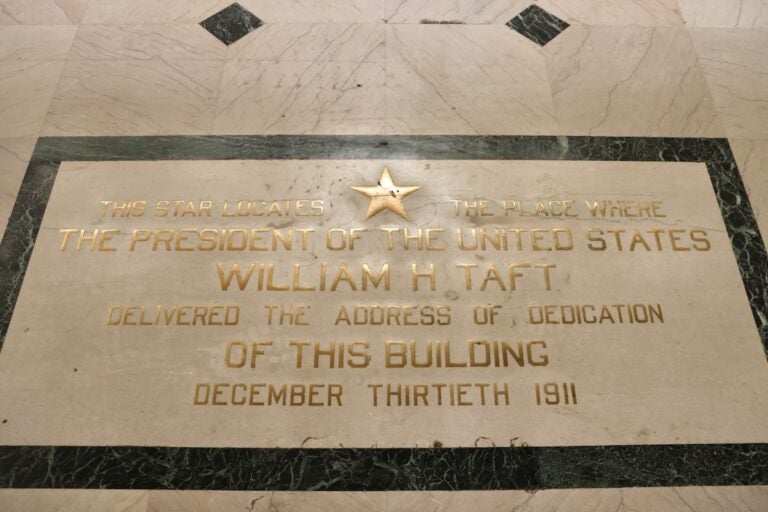 THIS STAR LOCATES THE PLACE WHERE
THE PRESIDENT OF THE UNITED STATES
WILLIAM H TAFT
DELIVERED THE ADDRESS OF DEDICATION
OF THIS BUILDING
DECEMBER THIRTIETH 1911